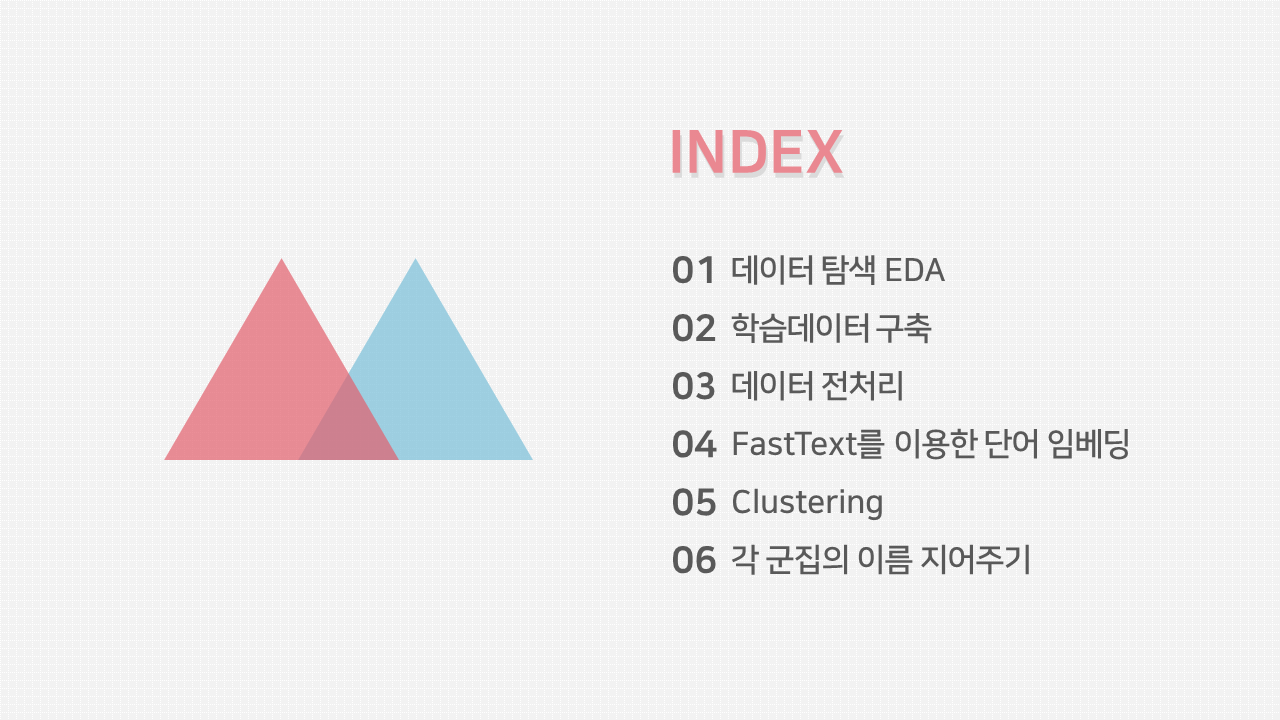 INDEX
01 데이터 탐색 EDA
02 학습데이터 구축
03 데이터 전처리
04 FastText를 이용한 단어 임베딩
05 Clustering
06 각 군집의 이름 지어주기